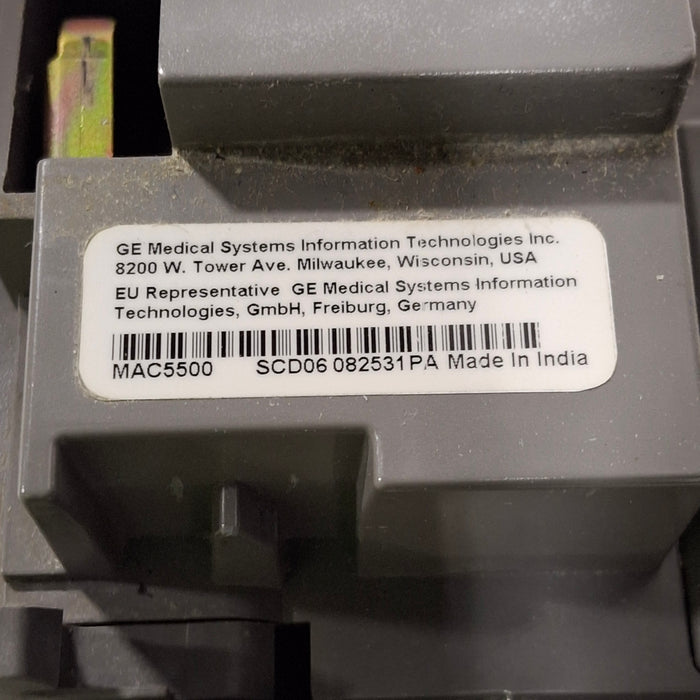 GE Medical Systems Information Technologies Inc.
8200 W. Tower Ave. Milwaukee, Wisconsin, USA
EU Representative GE Medical Systems Information
Technologies, GmbH, Freiburg, Germany
MAC5500 SCD06 082531PA Made In India